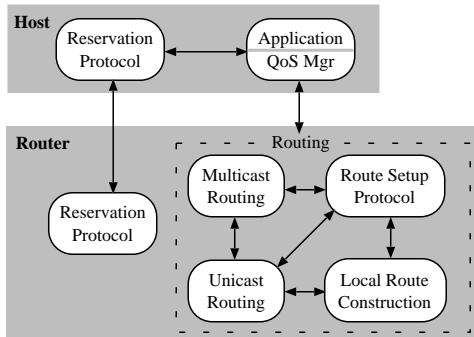 Host
Reservation
Protocol
Application
QoS Mgr
Router
Routing
Multicast
Routing
Route Setup
Protocol
Reservation
Protocol
Unicast
Routing
Local Route
Construction